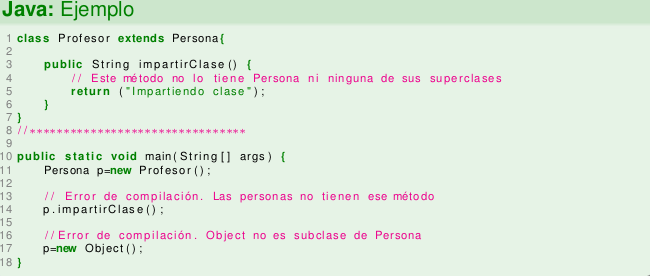 Java: Ejemplo
1 class Profesor extends Persona{
2
3 public String impartirClase() {
4 // Este método no lo tiene Persona ni ninguna de sus superclases
5 return ("Impartiendo clase");
6 }
7 }
8 //********************************
9
10 public static void main(String[] args) {
11 Persona p=new Profesor();
12
13 // Error de compilación. Las personas no tienen ese método
14 p.impartirClase();
15
16 //Error de compilación. Object no es subclase de Persona
17 p=new Object();
18 }